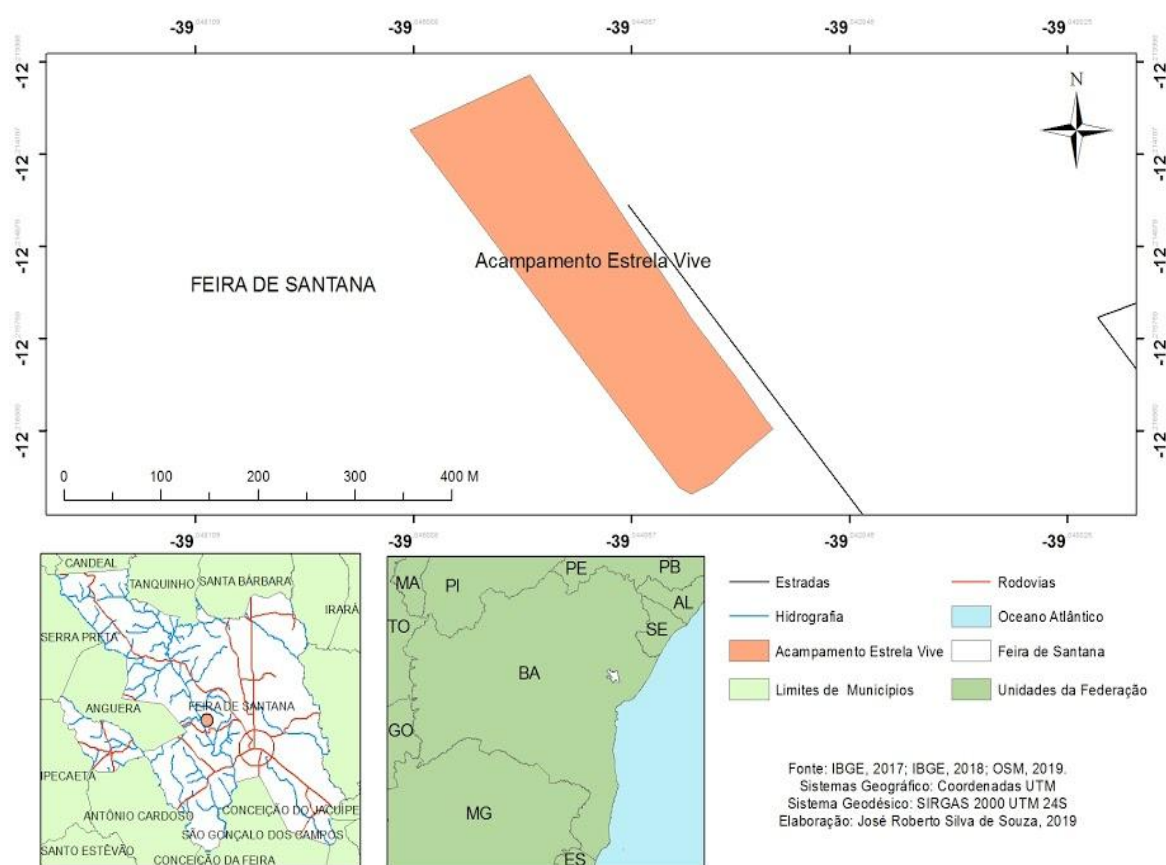 -39 -39 -39 -39 -39
-12 -12
-12 -12
-12 -12
-12 -12
-12 -12
N
Acampamento Estrela Vive
FEIRA DE SANTANA
0 100 200 300 400 M
-39 -39 -39 -39 -39
CANDEAL
TANQUINHO
SANTA BÁRBARA
IRARÁ
SERRA PRETA
ANGUERA
FEIRA DE SANTANA
IPECAETÁ
ANTÔNIO CARDOSO
CONCEIÇÃO DO JACUÍPE
SÃO GONÇALO DOS CAMPOS
SANTO ESTÊVÃO
CONCEIÇÃO DA FEIRA
MA
PI
PE
PB
AL
TO
SE
BA
GO
MG
ES
Estradas
Rodovias
Hidrografia
Oceano Atlântico
Acampamento Estrela Vive
Feira de Santana
Limites de Municípios
Unidades da Federação
Fonte: IBGE, 2017; IBGE, 2018; OSM, 2019.
Sistemas Geográfico: Coordenadas UTM
Sistema Geodésico: SIRGAS 2000 UTM 24S
Elaboração: José Roberto Silva de Souza, 2019